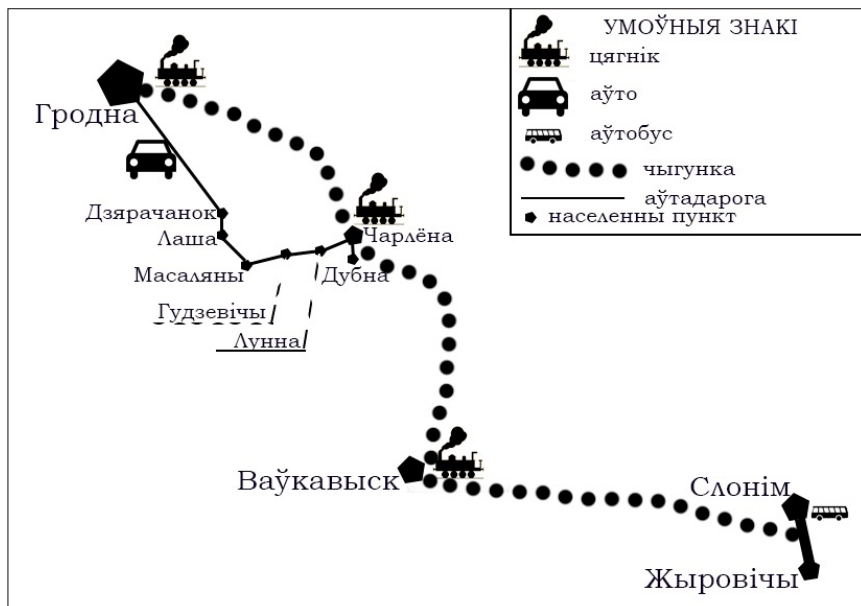 УМОЎНЫЯ ЗНАКІ
цягнік
аўто
аўтобус
чыгунка
аўтадарога
населенны пункт
Гродна
Дзярачанок
Лаша
Чарлёна
Масаляны
Дубна
Гудзевічы
Лунна
Ваўкавыск
Слонім
Жыровічы